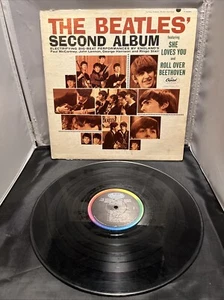 THE BEATLES'
SECOND ALBUM
ELECTRIFYING BIG-BEAT PERFORMANCES BY ENGLAND'S
Paul McCartney, John Lennon, George Harrison and Ringo Starr
featuring
SHE
LOVES YOU
and
ROLL OVER
BEETHOVEN
Capitol